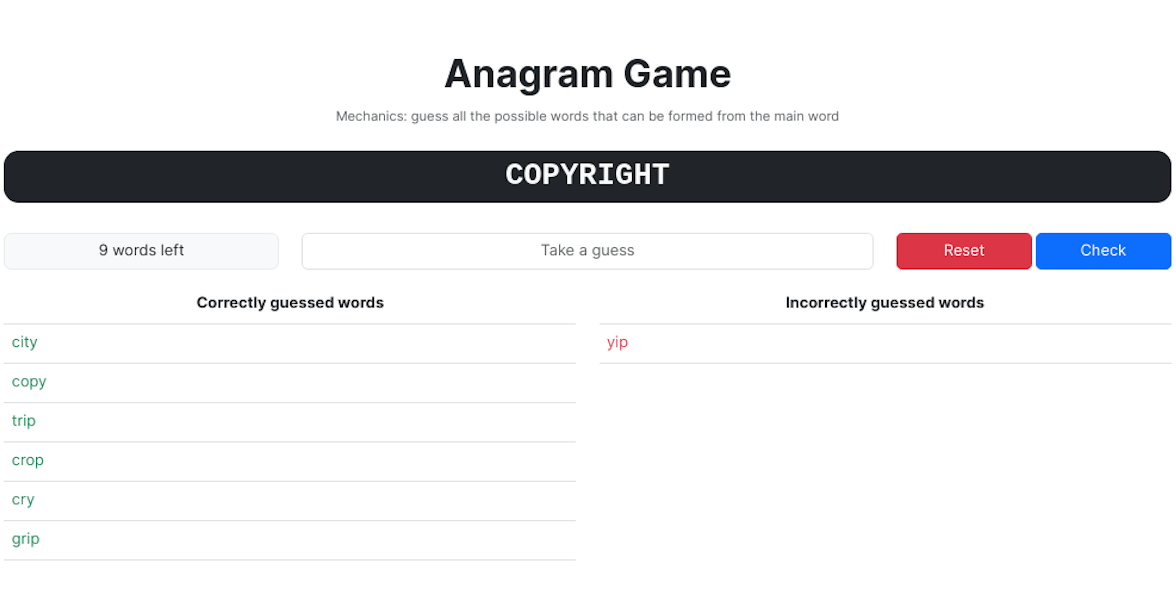 Anagram Game
Mechanics: guess all the possible words that can be formed from the main word
COPYRIGHT
9 words left
Take a guess
Reset
Check
Correctly guessed words
Incorrectly guessed words
city
yip
copy
trip
crop
cry
grip